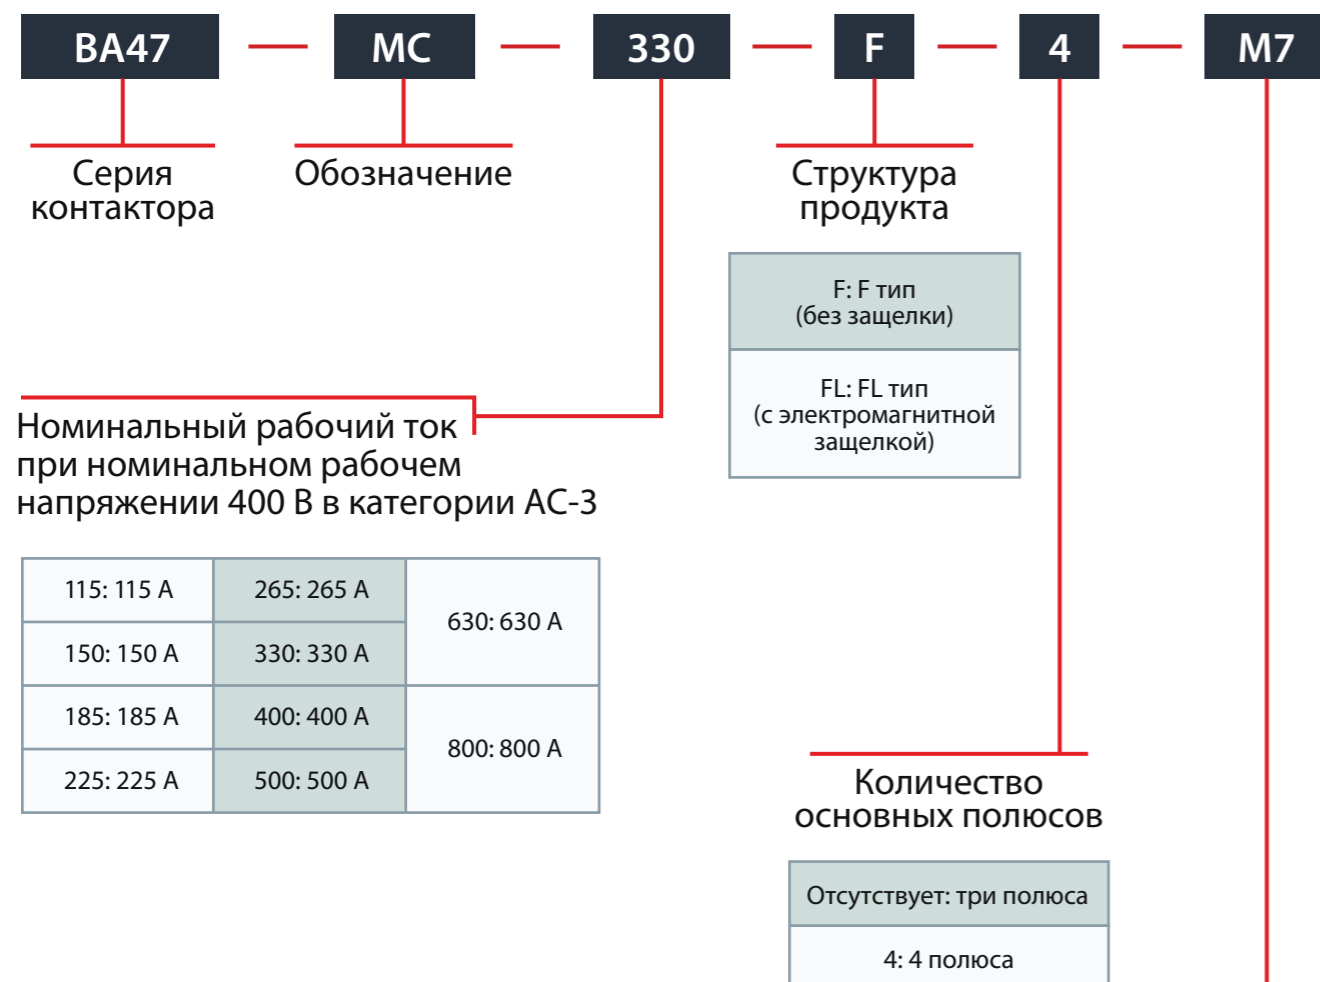 BA47 — MC — 330 — F — 4 — M7
Серия
контактора
Обозначение
Структура
продукта
F: F тип
(без защелки)
FL: FL тип
(с электромагнитной
защелкой)
Номинальный рабочий ток
при номинальном рабочем
напряжении 400 В в категории АС-3
115: 115 А 265: 265 А 630: 630 А
150: 150 А 330: 330 А
185: 185 А 400: 400 А 800: 800 А
225: 225 А 500: 500 А
Количество
основных полюсов
Отсутствует: три полюса
4: 4 полюса